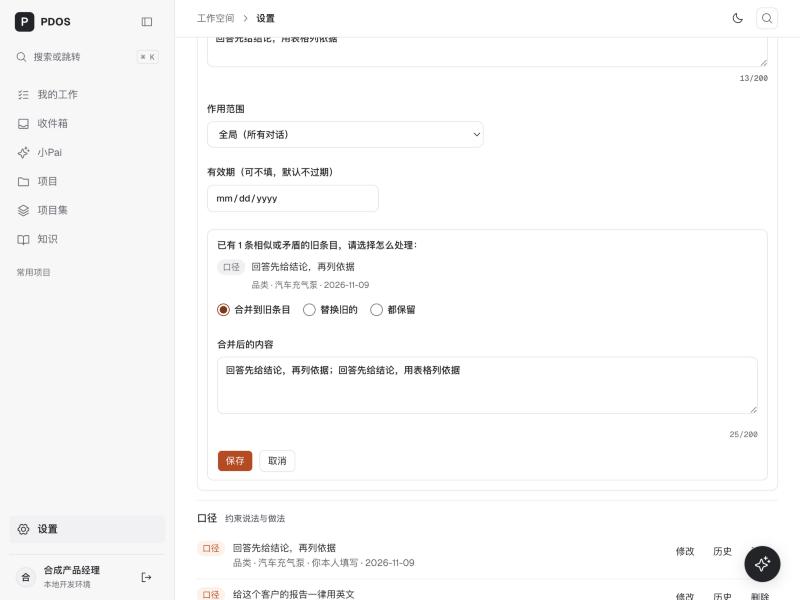 P PDOS
搜索或跳转 ⌘ K
我的工作
收件箱
小Pai
项目
项目集
知识
常用项目
设置
合 合成产品经理
本地开发环境
工作空间 > 设置
回答先给结论，用表格列依据
13/200
作用范围
全局（所有对话）
有效期（可不填，默认不过期）
mm/dd/yyyy
已有 1 条相似或矛盾的旧条目，请选择怎么处理：
口径 回答先给结论，再列依据
品类 · 汽车充气泵 · 2026-11-09
合并到旧条目 替换旧的 都保留
合并后的内容
回答先给结论，再列依据；回答先给结论，用表格列依据
25/200
保存 取消
口径 约束说法与做法
口径 回答先给结论，再列依据 修改 历史
品类 · 汽车充气泵 · 你本人填写 · 2026-11-09
口径 给这个客户的报告一律用英文 修改 历史 删除